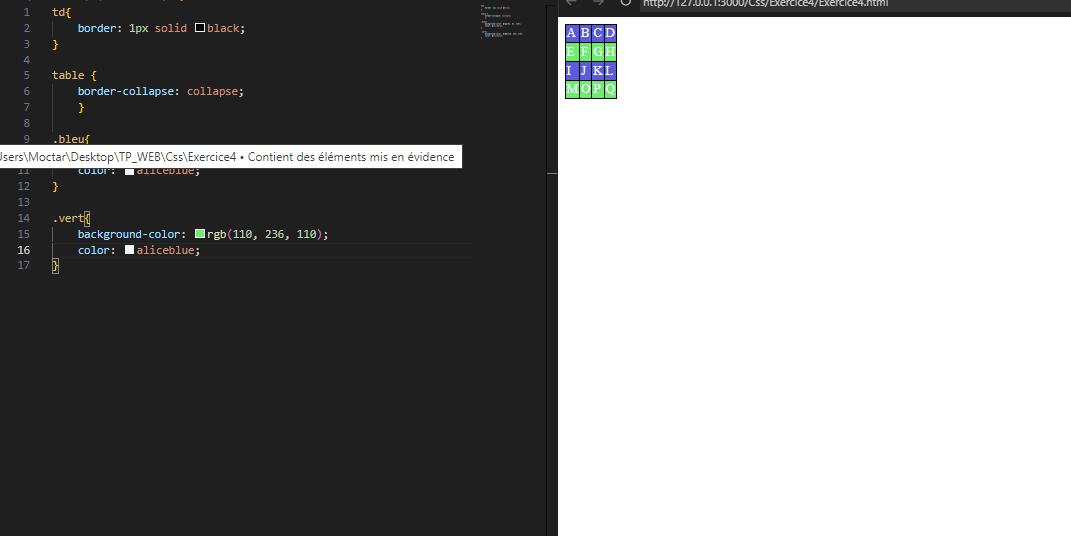 1 td{
2 border: 1px solid black;
3 }
4
5 table {
6 border-collapse: collapse;
7 }
8
9 .bleu{
Users\Moctar\Desktop\TP_WEB\Css\Exercice4 • Contient des éléments mis en évidence
11 color: aliceblue;
12 }
13
14 .vert{
15 background-color: rgb(110, 236, 110);
16 color: aliceblue;
17 }
http://127.0.0.1:3000/Css/Exercice4/Exercice4.html
A B C D
E F G H
I J K L
M O P Q